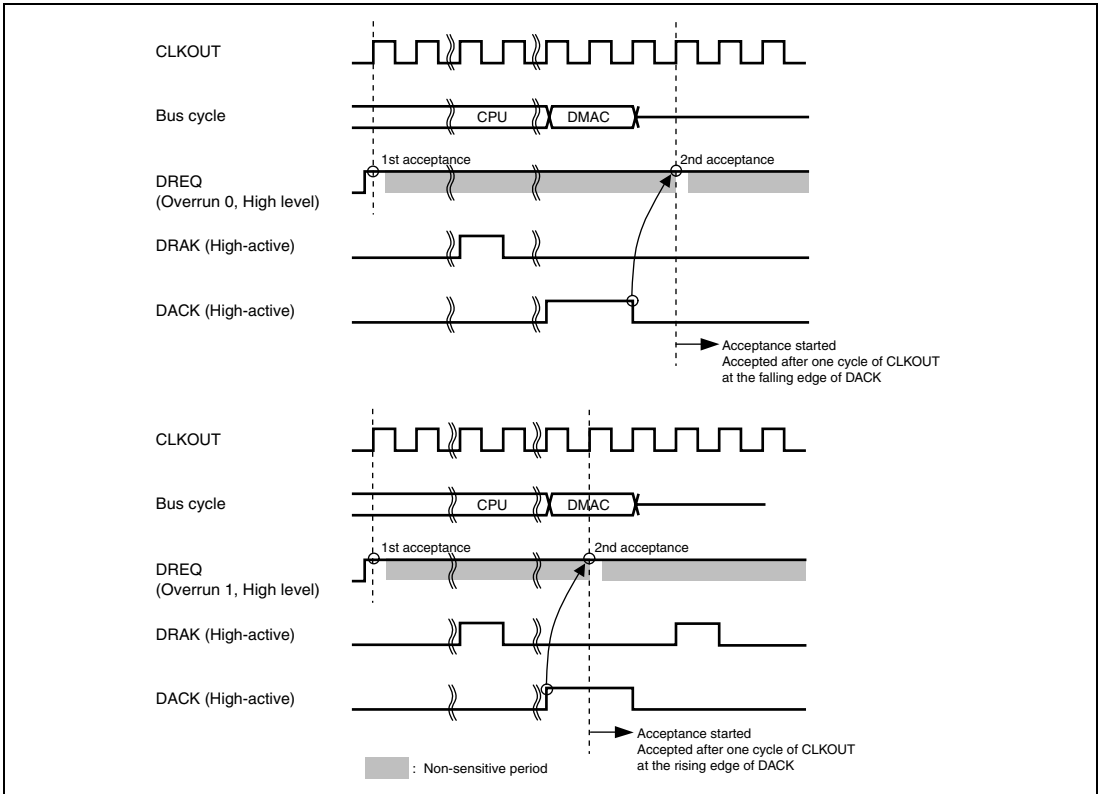 CLKOUT
Bus cycle
CPU
DMAC
1st acceptance
2nd acceptance
DREQ
(Overrun 0, High level)
DRAK (High-active)
DACK (High-active)
Acceptance started
Accepted after one cycle of CLKOUT
at the falling edge of DACK
CLKOUT
Bus cycle
CPU
DMAC
1st acceptance
2nd acceptance
DREQ
(Overrun 1, High level)
DRAK (High-active)
DACK (High-active)
Acceptance started
Accepted after one cycle of CLKOUT
at the rising edge of DACK
: Non-sensitive period